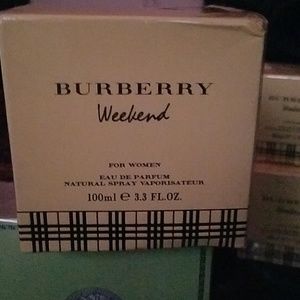 BURBERRY
Weekend
FOR WOMEN
EAU DE PARFUM
NATURAL SPRAY VAPORISATEUR
100ml ℮ 3.3 FL.OZ.